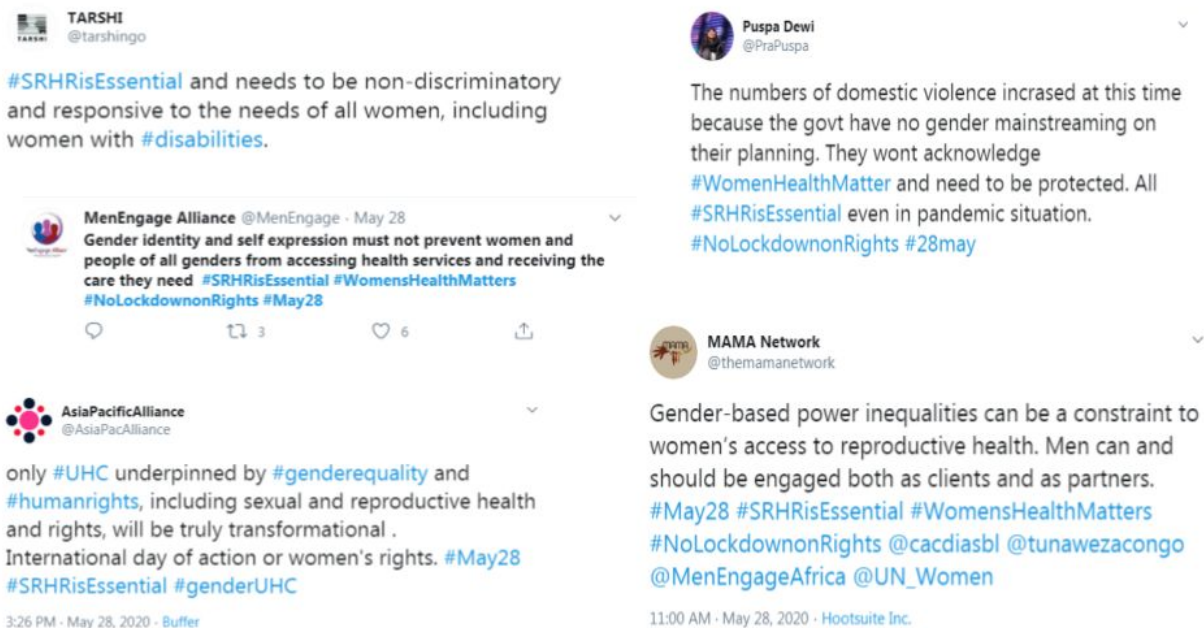 TARSHI
@tarshingo
#SRHRisEssential and needs to be non-discriminatory
and responsive to the needs of all women, including
women with #disabilities.
MenEngage Alliance @MenEngage · May 28
Gender identity and self expression must not prevent women and
people of all genders from accessing health services and receiving the
care they need #SRHRisEssential #WomensHealthMatters
#NoLockdownonRights #May28
3 6
AsiaPacificAlliance
@AsiaPacAlliance
only #UHC underpinned by #genderequality and
#humanrights, including sexual and reproductive health
and rights, will be truly transformational .
International day of action or women's rights. #May28
#SRHRisEssential #genderUHC
3:26 PM · May 28, 2020 · Buffer
Puspa Dewi
@PraPuspa
The numbers of domestic violence incrased at this time
because the govt have no gender mainstreaming on
their planning. They wont acknowledge
#WomenHealthMatter and need to be protected. All
#SRHRisEssential even in pandemic situation.
#NoLockdownonRights #28may
MAMA
MAMA Network
@themamanetwork
Gender-based power inequalities can be a constraint to
women's access to reproductive health. Men can and
should be engaged both as clients and as partners.
#May28 #SRHRisEssential #WomensHealthMatters
#NoLockdownonRights @cacdiasbl @tunawezacongo
@MenEngageAfrica @UN_Women
11:00 AM · May 28, 2020 · Hootsuite Inc.